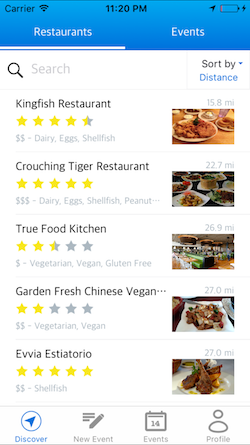 Carrier 11:20 PM
Restaurants Events
Search
Sort by
Distance
Kingfish Restaurant 15.8 mi
$$ - Dairy, Eggs, Shellfish
Crouching Tiger Restaurant 22.7 mi
$$$ - Dairy, Eggs, Shellfish, Peanut···
True Food Kitchen 26.9 mi
$ - Vegetarian, Vegan, Gluten Free
Garden Fresh Chinese Vegan··· 27.0 mi
$$ - Vegetarian, Vegan
Evvia Estiatorio 27.0 mi
$$ - Shellfish
14
Discover New Event Events Profile